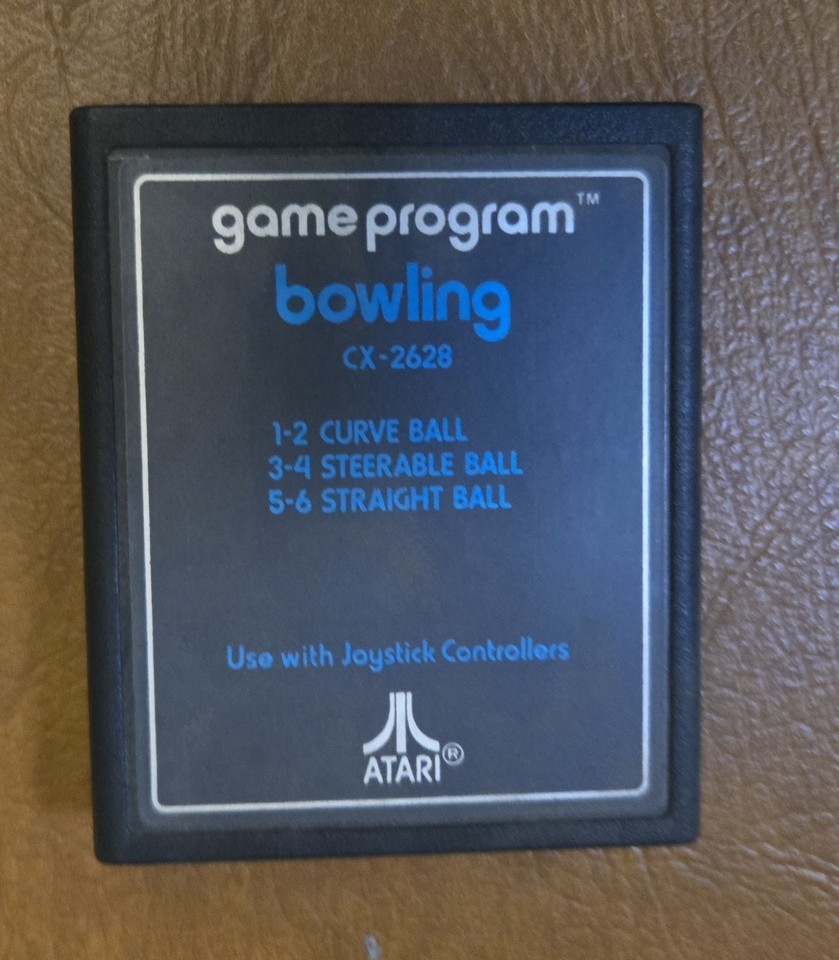 game program™
bowling
CX-2628
1-2 CURVE BALL
3-4 STEERABLE BALL
5-6 STRAIGHT BALL
Use with Joystick Controllers
ATARI®